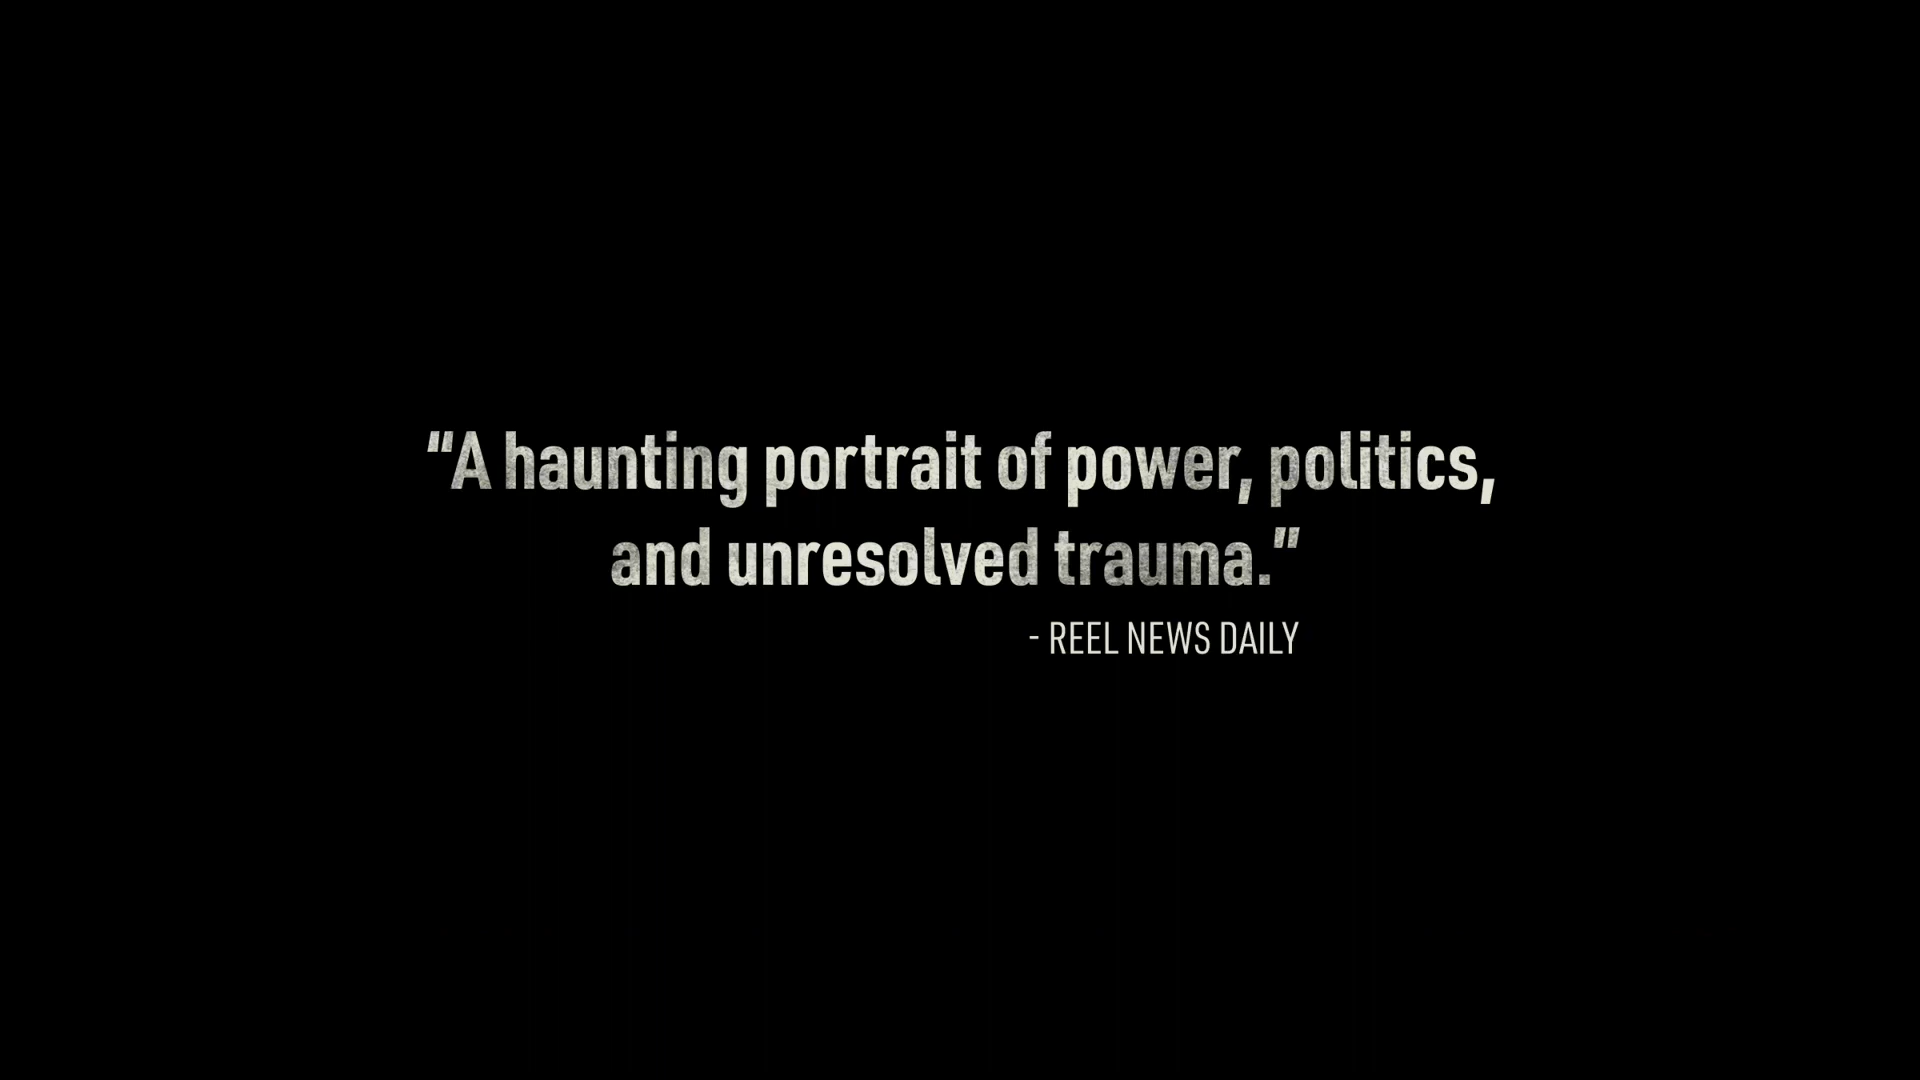 “A haunting portrait of power, politics,
and unresolved trauma.”
- REEL NEWS DAILY